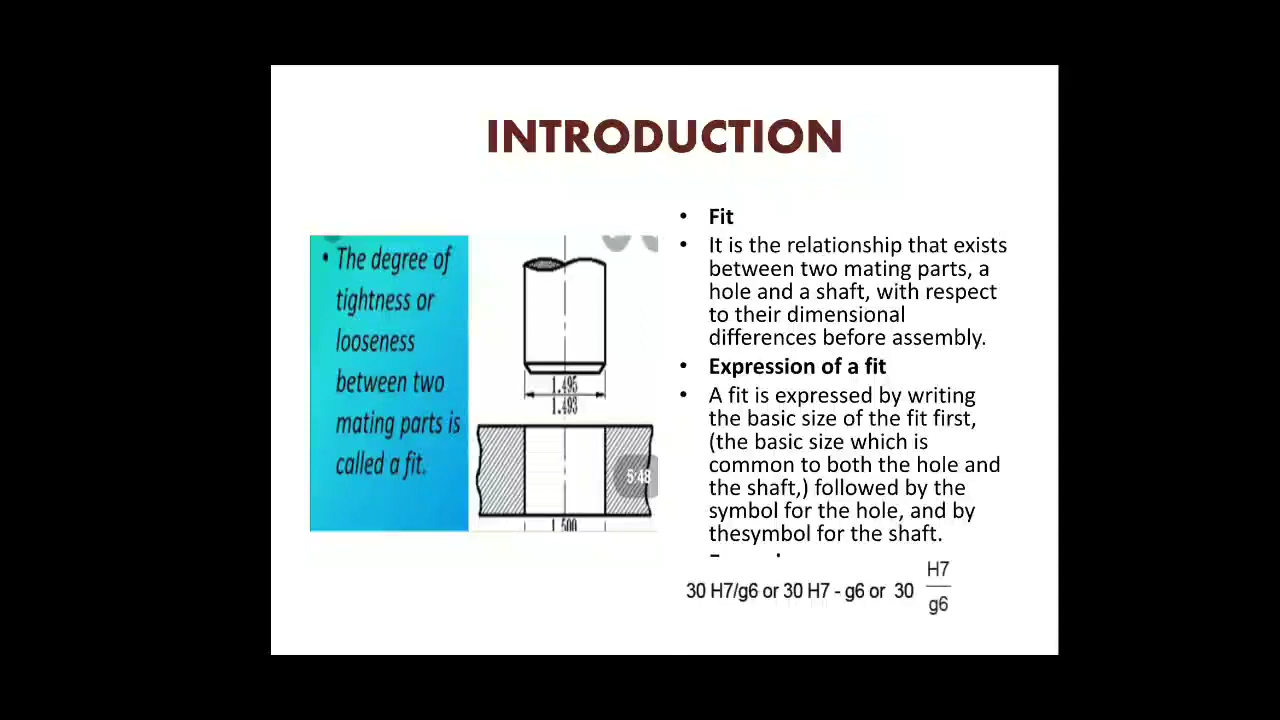 INTRODUCTION
• The degree of
tightness or
looseness
between two
mating parts is
called a fit.
1.495
1.493
5:48
1.500
• Fit
• It is the relationship that exists
between two mating parts, a
hole and a shaft, with respect
to their dimensional
differences before assembly.
• Expression of a fit
• A fit is expressed by writing
the basic size of the fit first,
(the basic size which is
common to both the hole and
the shaft,) followed by the
symbol for the hole, and by
thesymbol for the shaft.
30 H7/g6 or 30 H7 - g6 or 30 H7
g6